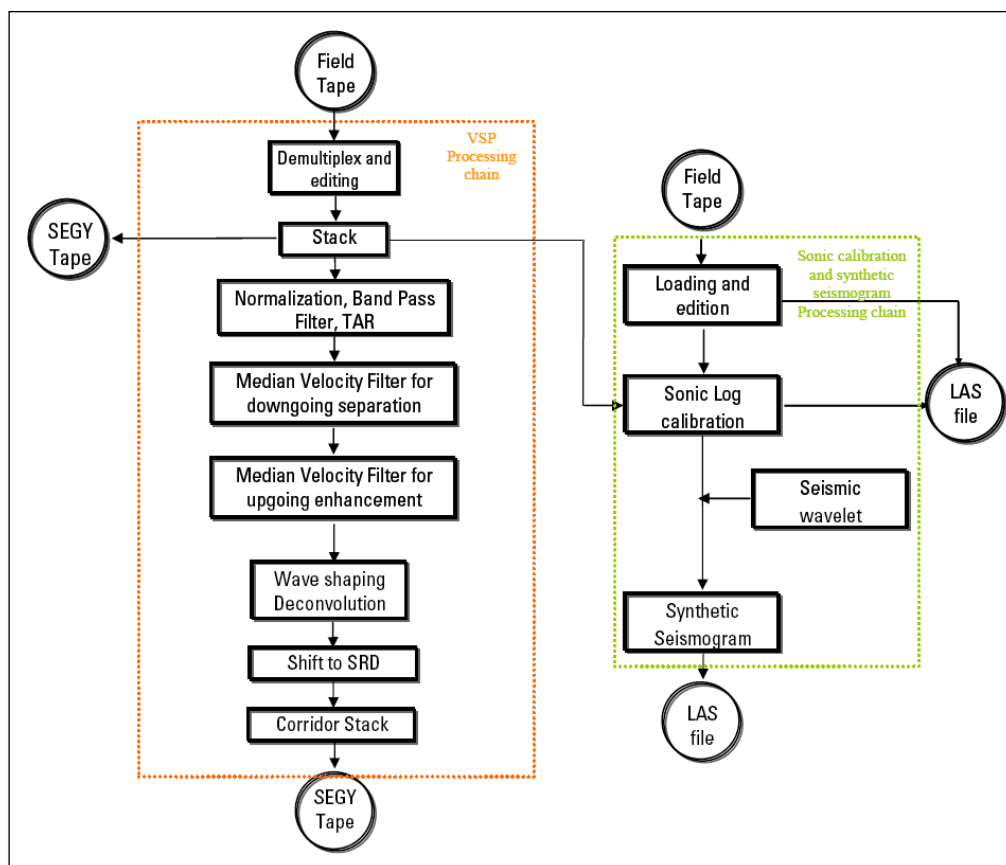 Field
Tape
VSP
Processing
chain
Demultiplex and
editing
SEGY
Tape
Stack
Normalization, Band Pass
Filter, TAR
Median Velocity Filter for
downgoing separation
Median Velocity Filter for
upgoing enhancement
Wave shaping
Deconvolution
Shift to SRD
Corridor Stack
SEGY
Tape
Field
Tape
Sonic calibration
and synthetic
seismogram
Processing chain
Loading and
edition
Sonic Log
calibration
LAS
file
Seismic
wavelet
Synthetic
Seismogram
LAS
file